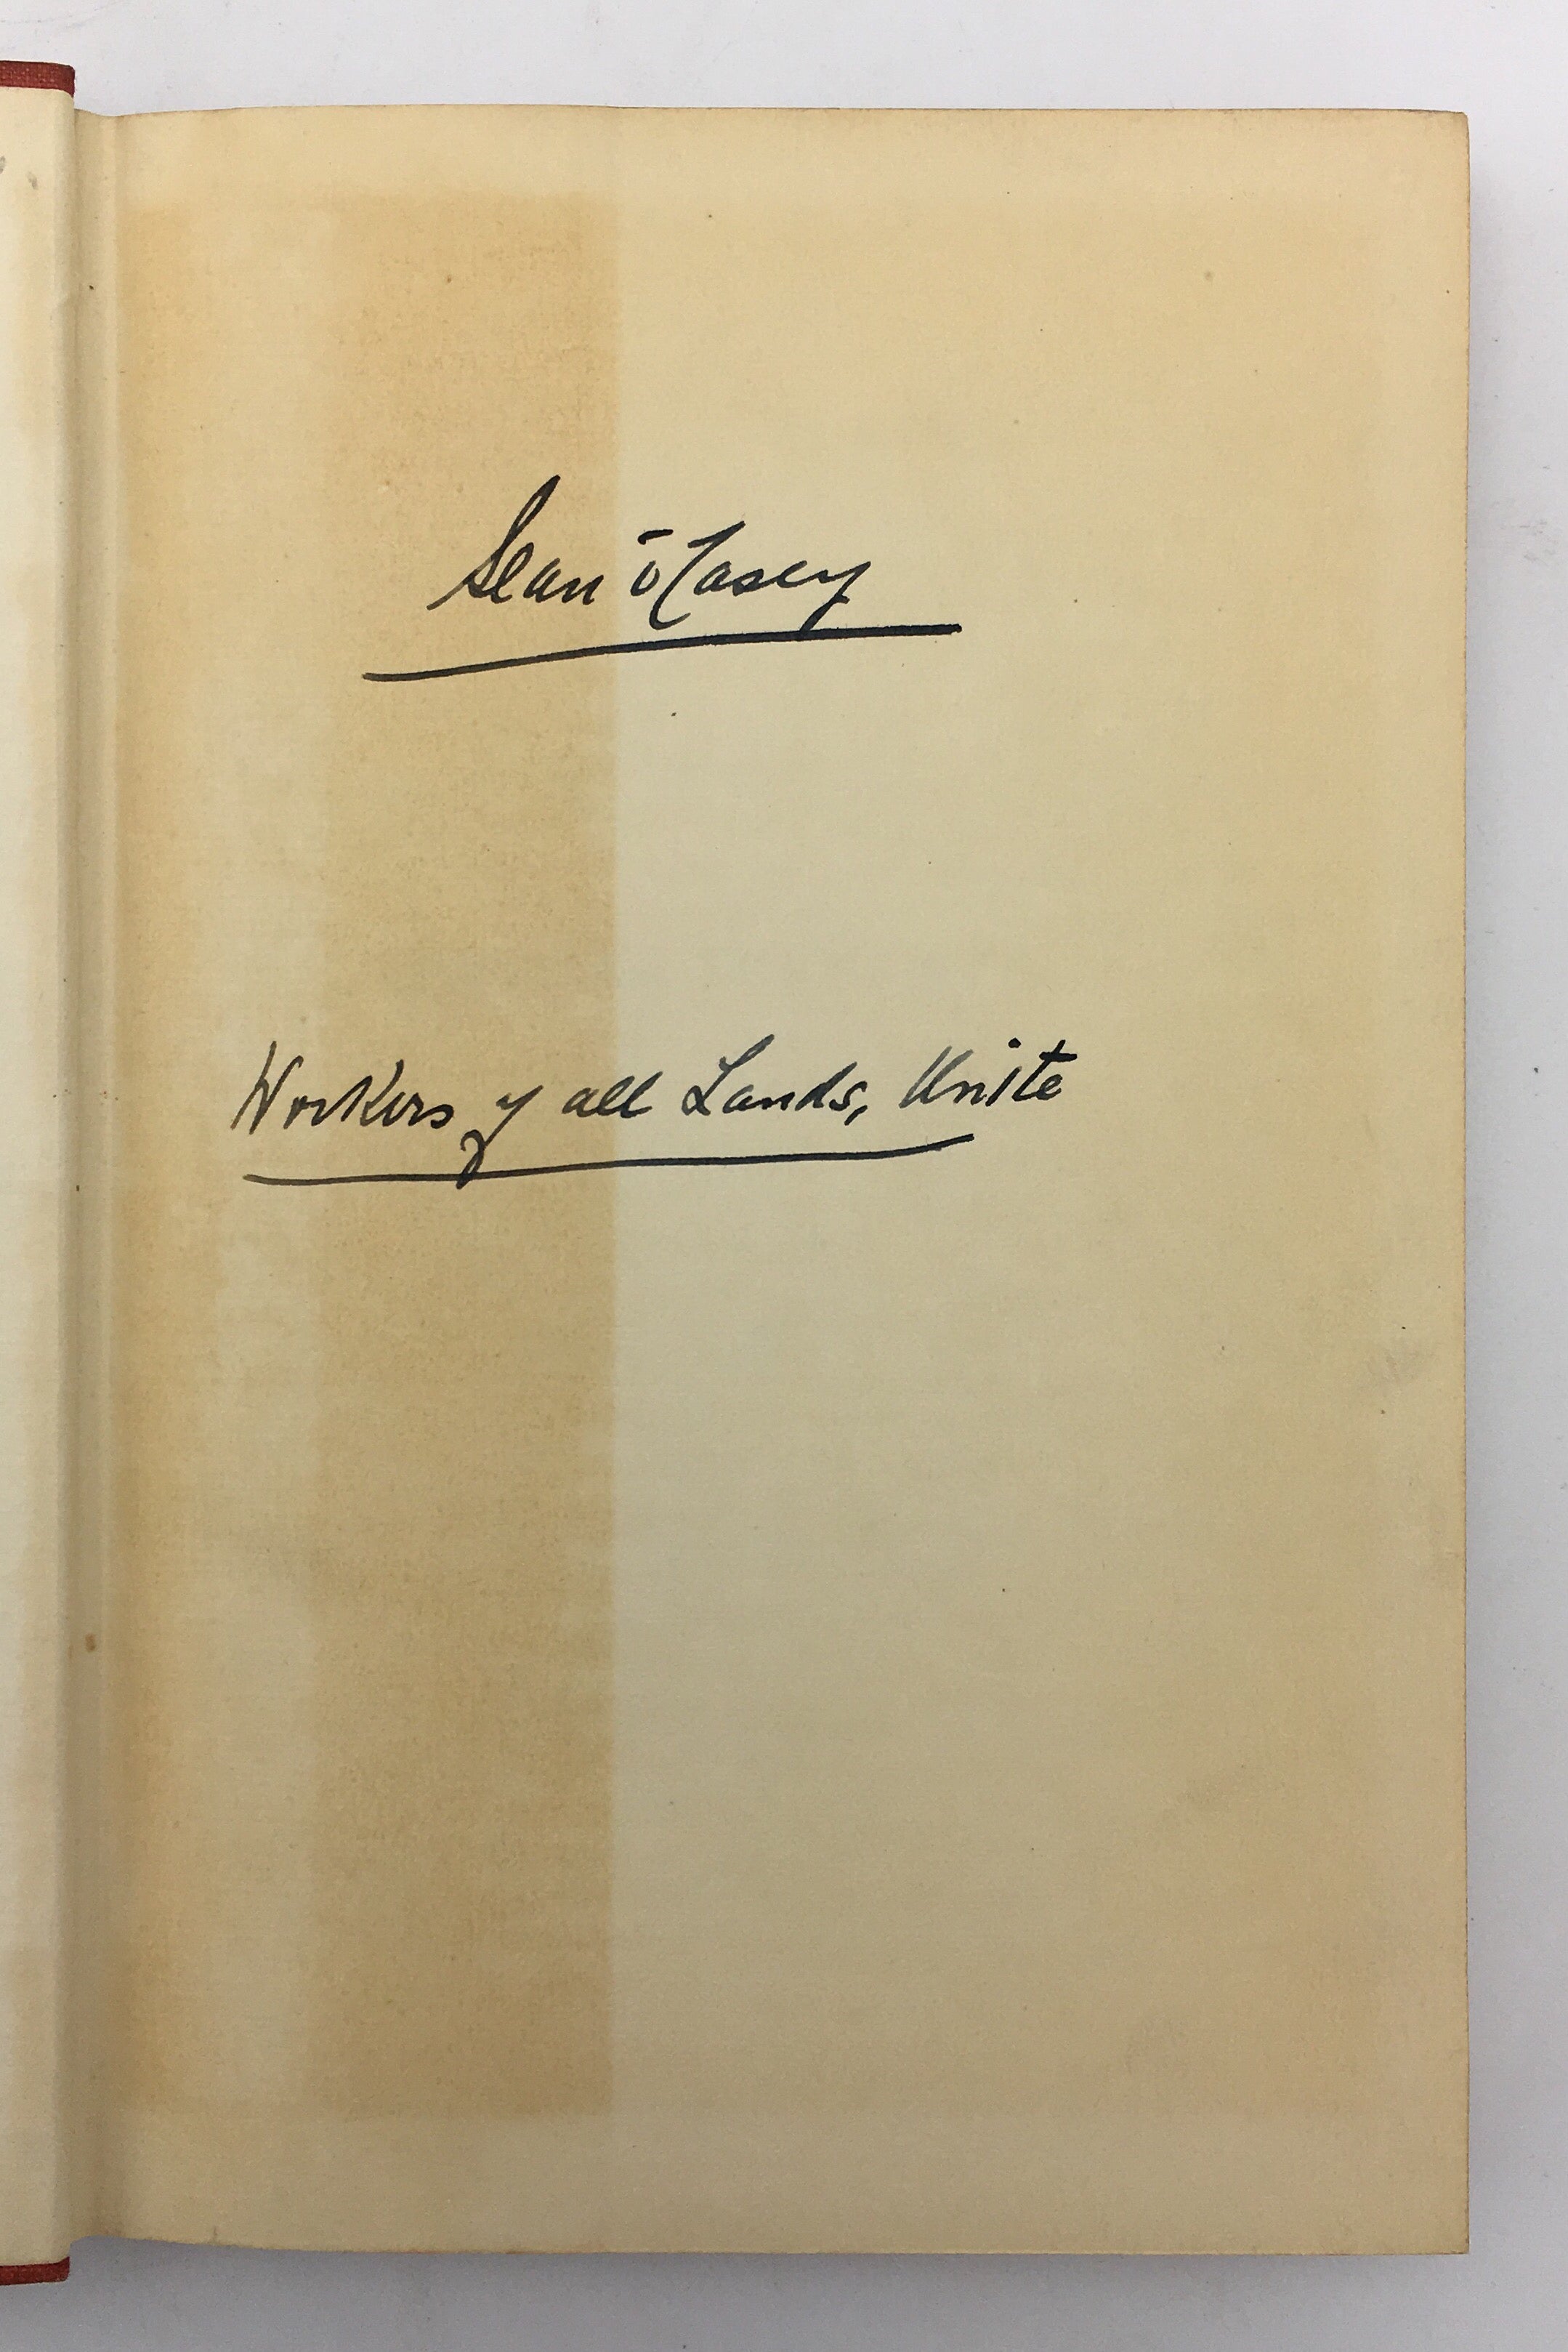 Sean ō Casey
Workers of all Lands, Unite